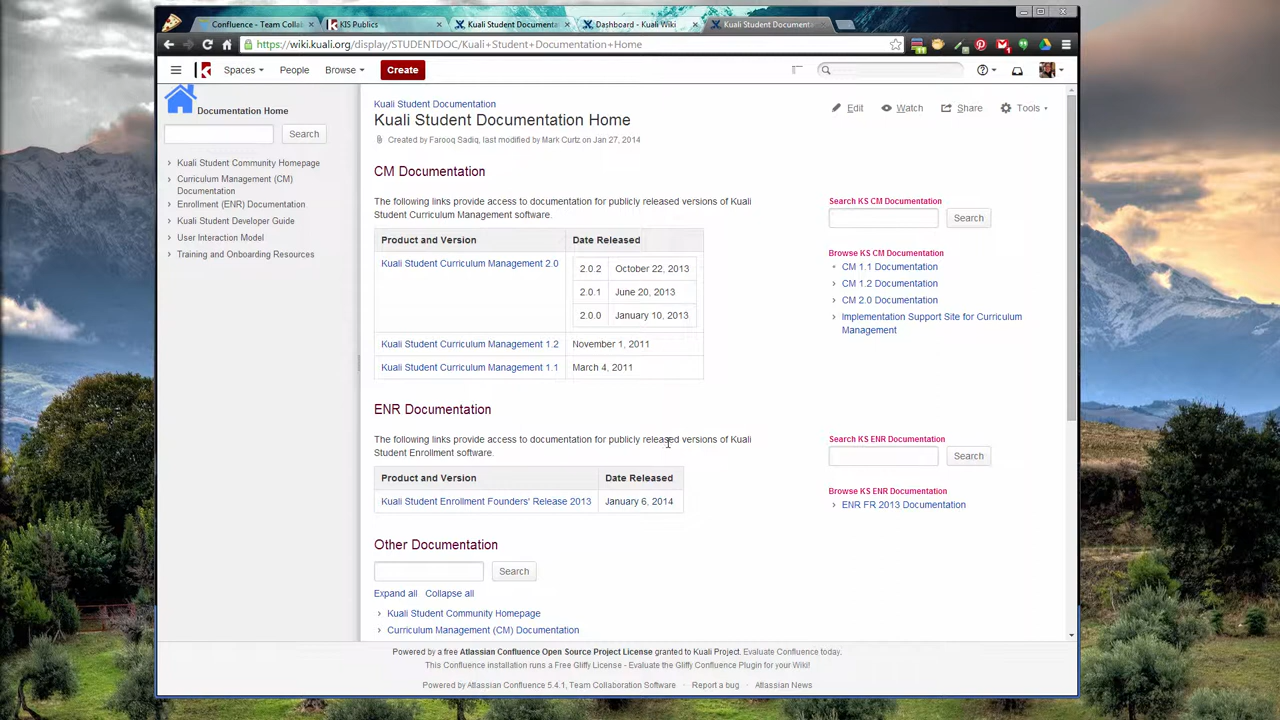 Confluence - Team Colla
KIS Publics
Kuali Student Documenta
Dashboard - Kuali Wiki
Kuali Student Documenta
https://wiki.kuali.org/display/STUDENTDOC/Kuali+Student+Documentation+Home
Spaces
People
Browse
Create
Documentation Home
Search
Kuali Student Community Homepage
Curriculum Management (CM)
Documentation
Enrollment (ENR) Documentation
Kuali Student Developer Guide
User Interaction Model
Training and Onboarding Resources
Kuali Student Documentation
Kuali Student Documentation Home
Created by Farooq Sadiq, last modified by Mark Curtz on Jan 27, 2014
Edit
Watch
Share
Tools
CM Documentation
The following links provide access to documentation for publicly released versions of Kuali
Student Curriculum Management software.
Product and Version
Date Released
Kuali Student Curriculum Management 2.0
2.0.2 October 22, 2013
2.0.1 June 20, 2013
2.0.0 January 10, 2013
Kuali Student Curriculum Management 1.2
November 1, 2011
Kuali Student Curriculum Management 1.1
March 4, 2011
Search KS CM Documentation
Search
Browse KS CM Documentation
CM 1.1 Documentation
CM 1.2 Documentation
CM 2.0 Documentation
Implementation Support Site for Curriculum
Management
ENR Documentation
The following links provide access to documentation for publicly released versions of Kuali
Student Enrollment software.
Product and Version
Date Released
Kuali Student Enrollment Founders' Release 2013
January 6, 2014
Search KS ENR Documentation
Search
Browse KS ENR Documentation
ENR FR 2013 Documentation
Other Documentation
Search
Expand all
Collapse all
Kuali Student Community Homepage
Curriculum Management (CM) Documentation
Powered by a free Atlassian Confluence Open Source Project License granted to Kuali Project. Evaluate Confluence today.
This Confluence installation runs a Free Gliffy License - Evaluate the Gliffy Confluence Plugin for your Wiki!
Powered by Atlassian Confluence 5.4.1, Team Collaboration Software · Report a bug · Atlassian News